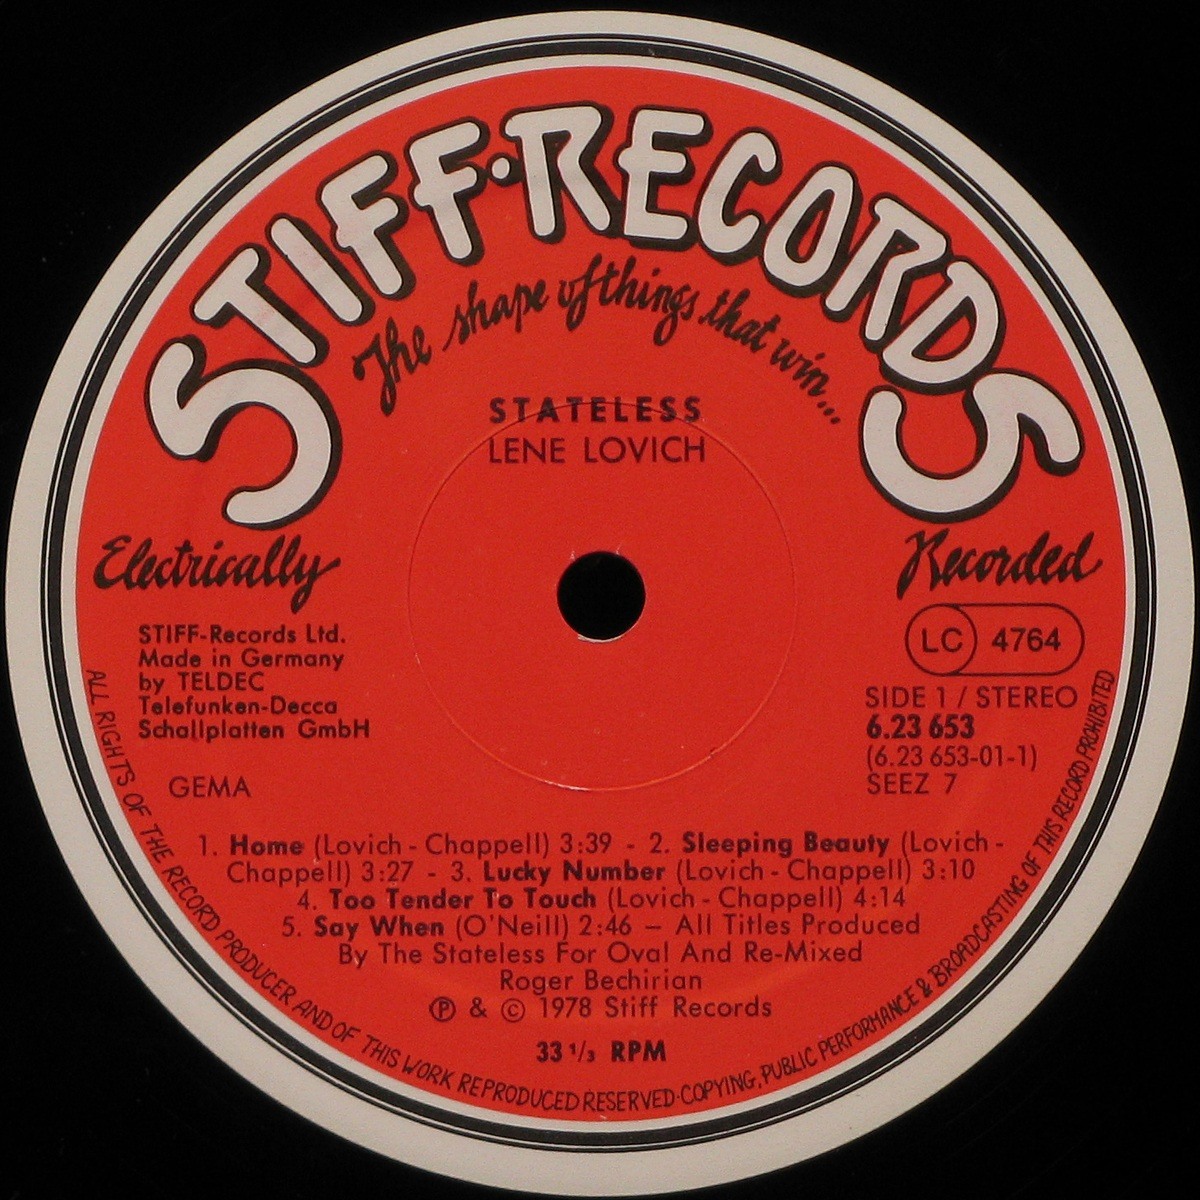 STIFF·RECORDS
The shape of things that win...
STATELESS
LENE LOVICH
Electrically
Recorded
STIFF-Records Ltd.
Made in Germany
by TELDEC
Telefunken-Decca
Schallplatten GmbH
GEMA
LC 4764
SIDE 1 / STEREO
6.23 653
(6.23 653-01-1)
SEEZ 7
1. Home (Lovich - Chappell) 3:39 - 2. Sleeping Beauty (Lovich -
Chappell) 3:27 - 3. Lucky Number (Lovich - Chappell) 3:10
4. Too Tender To Touch (Lovich - Chappell) 4:14
5. Say When (O'Neill) 2:46 — All Titles Produced
By The Stateless For Oval And Re-Mixed
Roger Bechirian
℗ & © 1978 Stiff Records
33 1/3 RPM
ALL RIGHTS OF THE RECORD PRODUCER AND OF THIS WORK REPRODUCED RESERVED·COPYING, PUBLIC PERFORMANCE & BROADCASTING OF THIS RECORD PROHIBITED